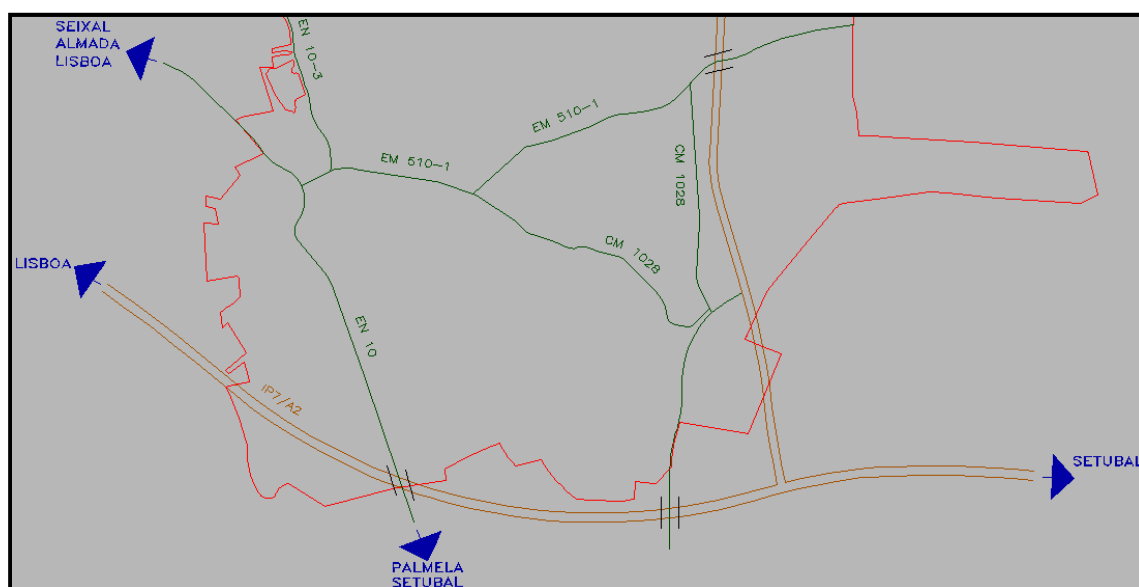 SEIXAL
ALMADA
LISBOA
EN 10-3
EM 510-1
EM 510-1
CM 1028
CM 1028
LISBOA
EN 10
IP7/A2
SETUBAL
PALMELA
SETUBAL